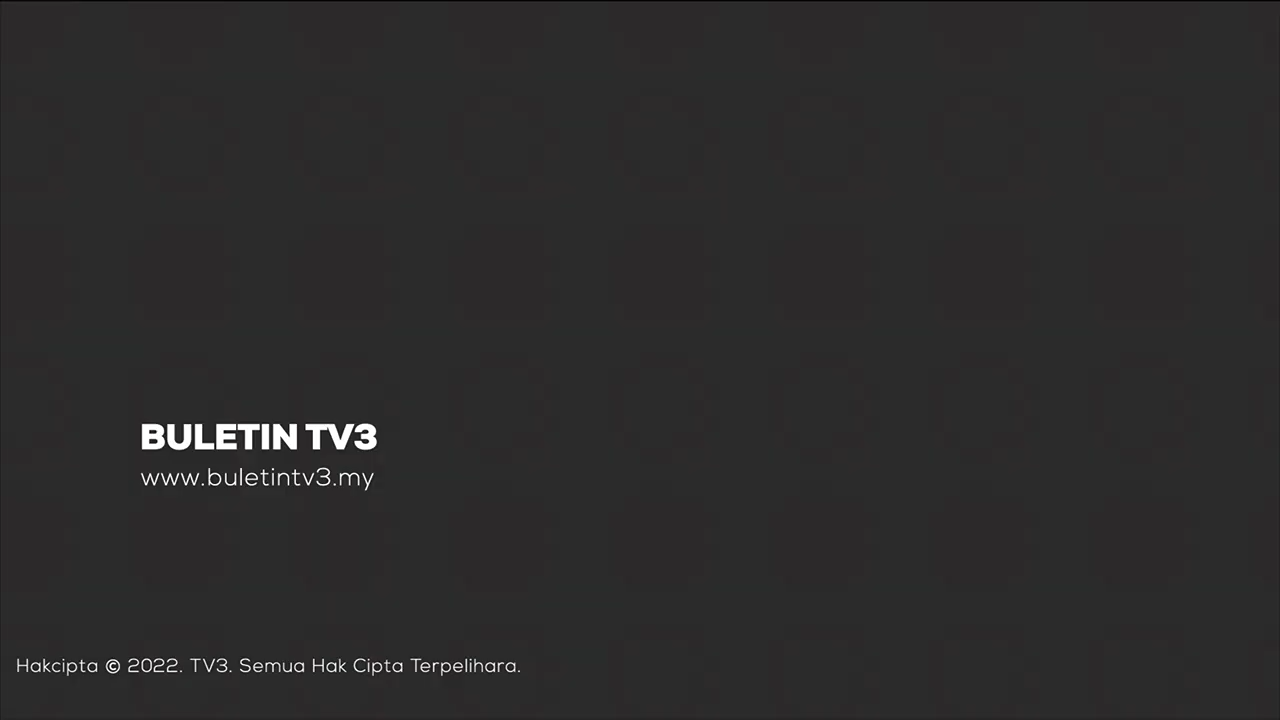 BULETIN TV3
www.buletintv3.my
Hakcipta © 2022. TV3. Semua Hak Cipta Terpelihara.